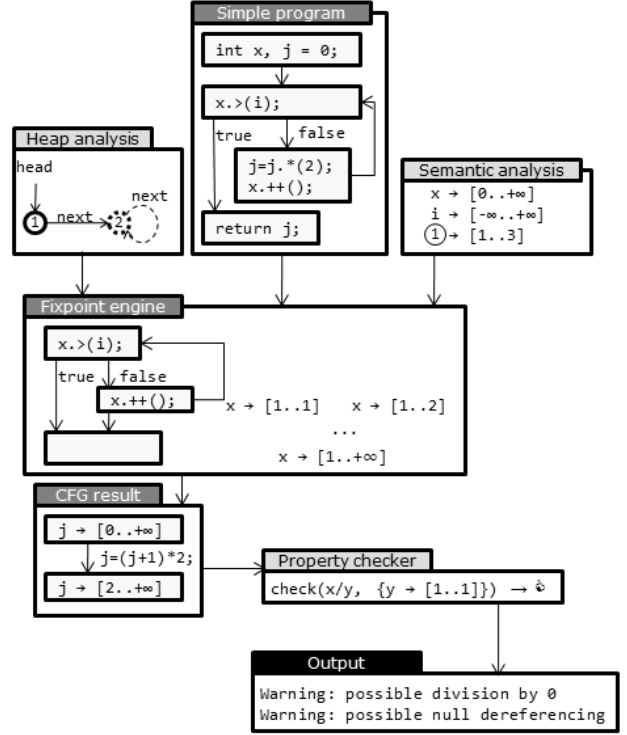 Simple program
int x, j = 0;
x.>(i);
true
false
j=j.*(2);
x.++();
return j;
Heap analysis
head
1
next
2
next
Semantic analysis
x → [0..+∞]
i → [-∞..+∞]
1 → [1..3]
Fixpoint engine
x.>(i);
true
false
x.++();
x → [1..1] x → [1..2]
...
x → [1..+∞]
CFG result
j → [0..+∞]
j=(j+1)*2;
j → [2..+∞]
Property checker
check(x/y, {y → [1..1]}) →
Output
Warning: possible division by 0
Warning: possible null dereferencing